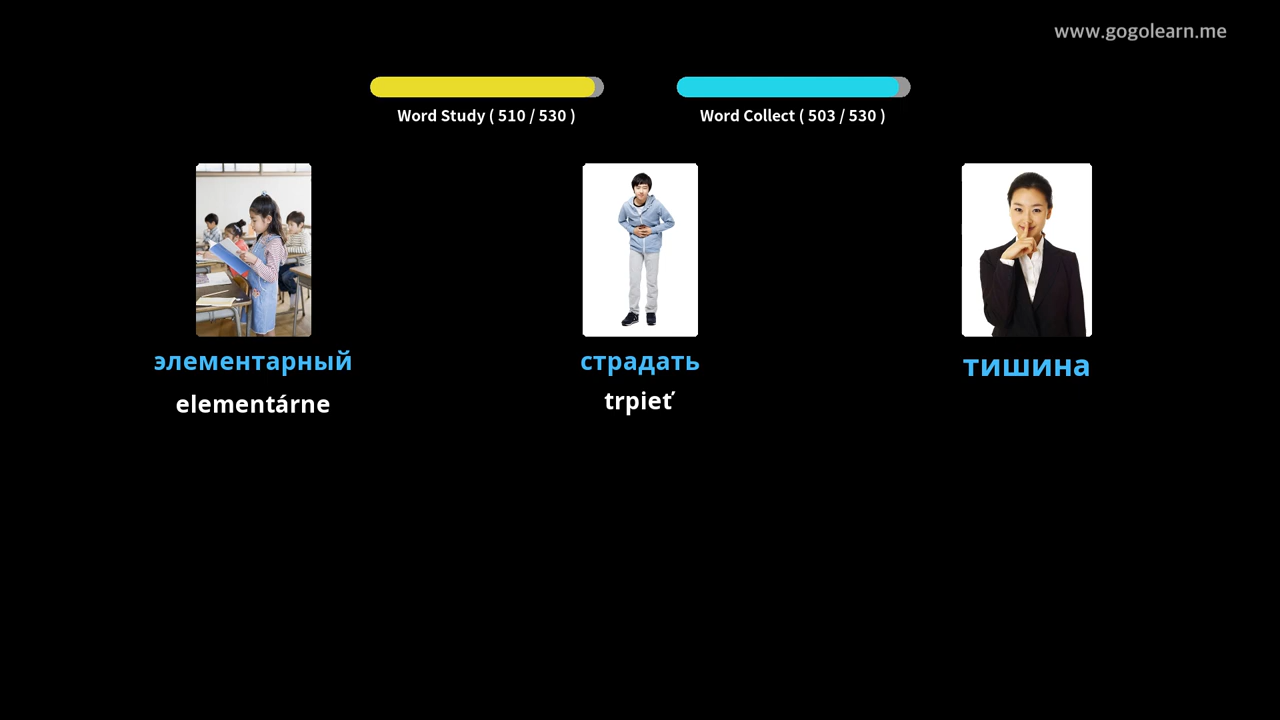 www.gogolearn.me
Word Study ( 510 / 530 )
Word Collect ( 503 / 530 )
элементарный
страдать
тишина
elementárne
trpieť